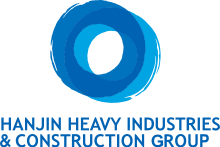 HANJIN HEAVY INDUSTRIES
& CONSTRUCTION GROUP